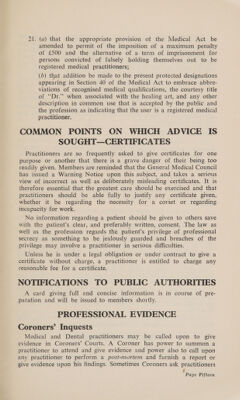 21. (a) that the appropriate provision of the Medical Act be
amended to permit of the imposition of a maximum penalty
of £500 and the alternative of a term of imprisonment for
persons convicted of falsely holding themselves out to be
registered medical practitioners;
(b) that addition be made to the present protected designations
appearing in Section 40 of the Medical Act to embrace abbre-
viations of recognised medical qualifications, the courtesy title
of "Dr." when associated with the healing art, and any other
description in common use that is accepted by the public and
the profession as indicating that the user is a registered medical
practitioner.
COMMON POINTS ON WHICH ADVICE IS
SOUGHT—CERTIFICATES
Practitioners are so frequently asked to give certificates for one
purpose or another that there is a grave danger of their being too
readily given. Members are reminded that the General Medical Council
has issued a Warning Notice upon this subject, and takes a serious
view of incorrect as well as deliberately misleading certificates. It is
therefore essential that the greatest care should be exercised and that
practitioners should be able fully to justify any certificate given,
whether it be regarding the necessity for a corset or regarding
incapacity for work.
No information regarding a patient should be given to others save
with the patient's clear, and preferably written, consent. The law as
well as the profession regards the patient's privilege of professional
secrecy as something to be jealously guarded and breaches of the
privilege may involve a practitioner in serious difficulties.
Unless he is under a legal obligation or under contract to give a
certificate without charge, a practitioner is entitled to charge any
reasonable fee for a certificate.
NOTIFICATIONS TO PUBLIC AUTHORITIES
A card giving full and concise information is in course of pre-
paration and will be issued to members shortly.
PROFESSIONAL EVIDENCE
Coroners' Inquests
Medical and Dental practitioners may be called upon to give
evidence in Coroners' Courts. A Coroner has power to summon a
practitioner to attend and give evidence and power also to call upon
any practitioner to perform a post-mortem and furnish a report or
give evidence upon his findings. Sometimes Coroners ask practitioners
Page Fifteen